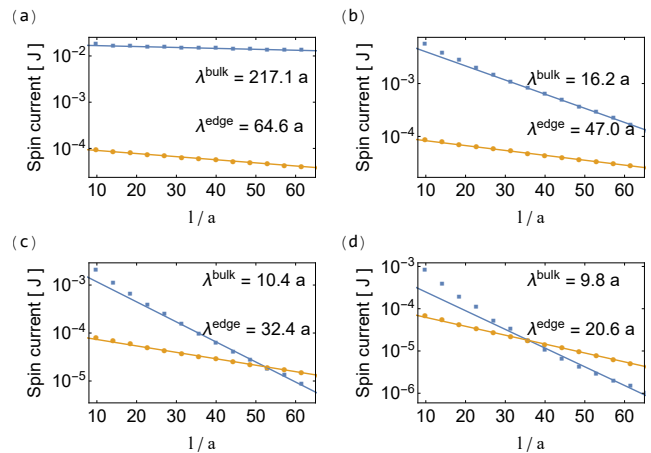 (a)
10⁻²
10⁻³
10⁻⁴
Spin current [ J ]
λᵇᵘˡᵏ = 217.1 a
λᵉᵈᵍᵉ = 64.6 a
10 20 30 40 50 60
l / a
(b)
10⁻³
10⁻⁴
Spin current [ J ]
λᵇᵘˡᵏ = 16.2 a
λᵉᵈᵍᵉ = 47.0 a
10 20 30 40 50 60
l / a
(c)
10⁻³
10⁻⁴
10⁻⁵
Spin current [ J ]
λᵇᵘˡᵏ = 10.4 a
λᵉᵈᵍᵉ = 32.4 a
10 20 30 40 50 60
l / a
(d)
10⁻³
10⁻⁴
10⁻⁵
10⁻⁶
Spin current [ J ]
λᵇᵘˡᵏ = 9.8 a
λᵉᵈᵍᵉ = 20.6 a
10 20 30 40 50 60
l / a